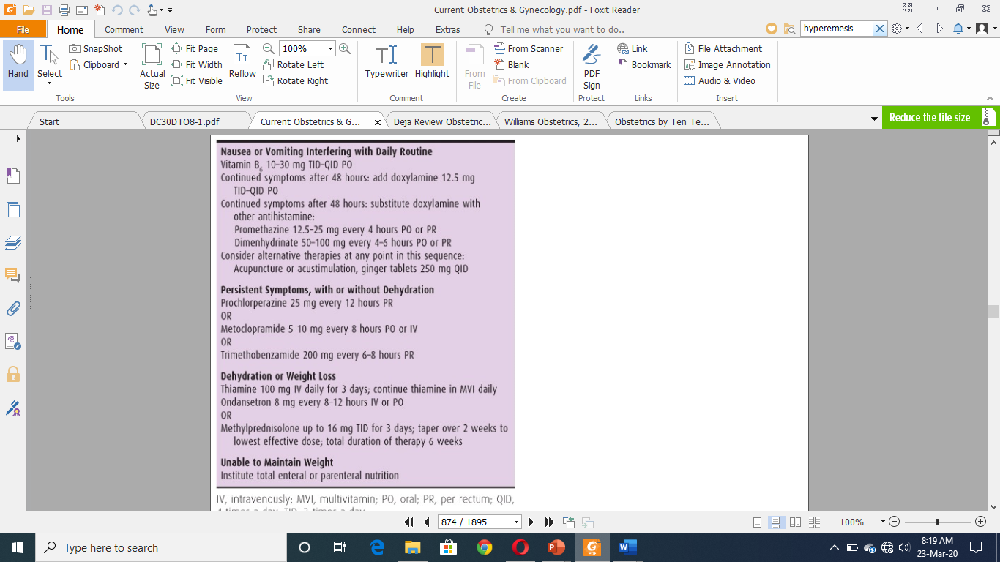 Current Obstetrics & Gynecology.pdf - Foxit Reader
File Home Comment View Form Protect Share Connect Help Extras Tell me what you want to do.. hyperemesis
Hand
Select
SnapShot
Clipboard
Actual Size
Fit Page
Fit Width
Fit Visible
Reflow
100%
Rotate Left
Rotate Right
Typewriter
Highlight
From File
From Scanner
Blank
From Clipboard
PDF Sign
Link
Bookmark
File Attachment
Image Annotation
Audio & Video
Tools View Comment Create Protect Links Insert
Start DC30DTO8-1.pdf Current Obstetrics & G... Deja Review Obstetric... Williams Obstetrics, 2... Obstetrics by Ten Te... Reduce the file size
Nausea or Vomiting Interfering with Daily Routine
Vitamin B6 10–30 mg TID–QID PO
Continued symptoms after 48 hours: add doxylamine 12.5 mg
TID–QID PO
Continued symptoms after 48 hours: substitute doxylamine with
other antihistamine:
Promethazine 12.5–25 mg every 4 hours PO or PR
Dimenhydrinate 50–100 mg every 4–6 hours PO or PR
Consider alternative therapies at any point in this sequence:
Acupuncture or acustimulation, ginger tablets 250 mg QID
Persistent Symptoms, with or without Dehydration
Prochlorperazine 25 mg every 12 hours PR
OR
Metoclopramide 5–10 mg every 8 hours PO or IV
OR
Trimethobenzamide 200 mg every 6–8 hours PR
Dehydration or Weight Loss
Thiamine 100 mg IV daily for 3 days; continue thiamine in MVI daily
Ondansetron 8 mg every 8–12 hours IV or PO
OR
Methylprednisolone up to 16 mg TID for 3 days; taper over 2 weeks to
lowest effective dose; total duration of therapy 6 weeks
Unable to Maintain Weight
Institute total enteral or parenteral nutrition
IV, intravenously; MVI, multivitamin; PO, oral; PR, per rectum; QID,
4 times a day; TID, 3 times a day.
874 / 1895
100%
Type here to search
8:19 AM
23-Mar-20